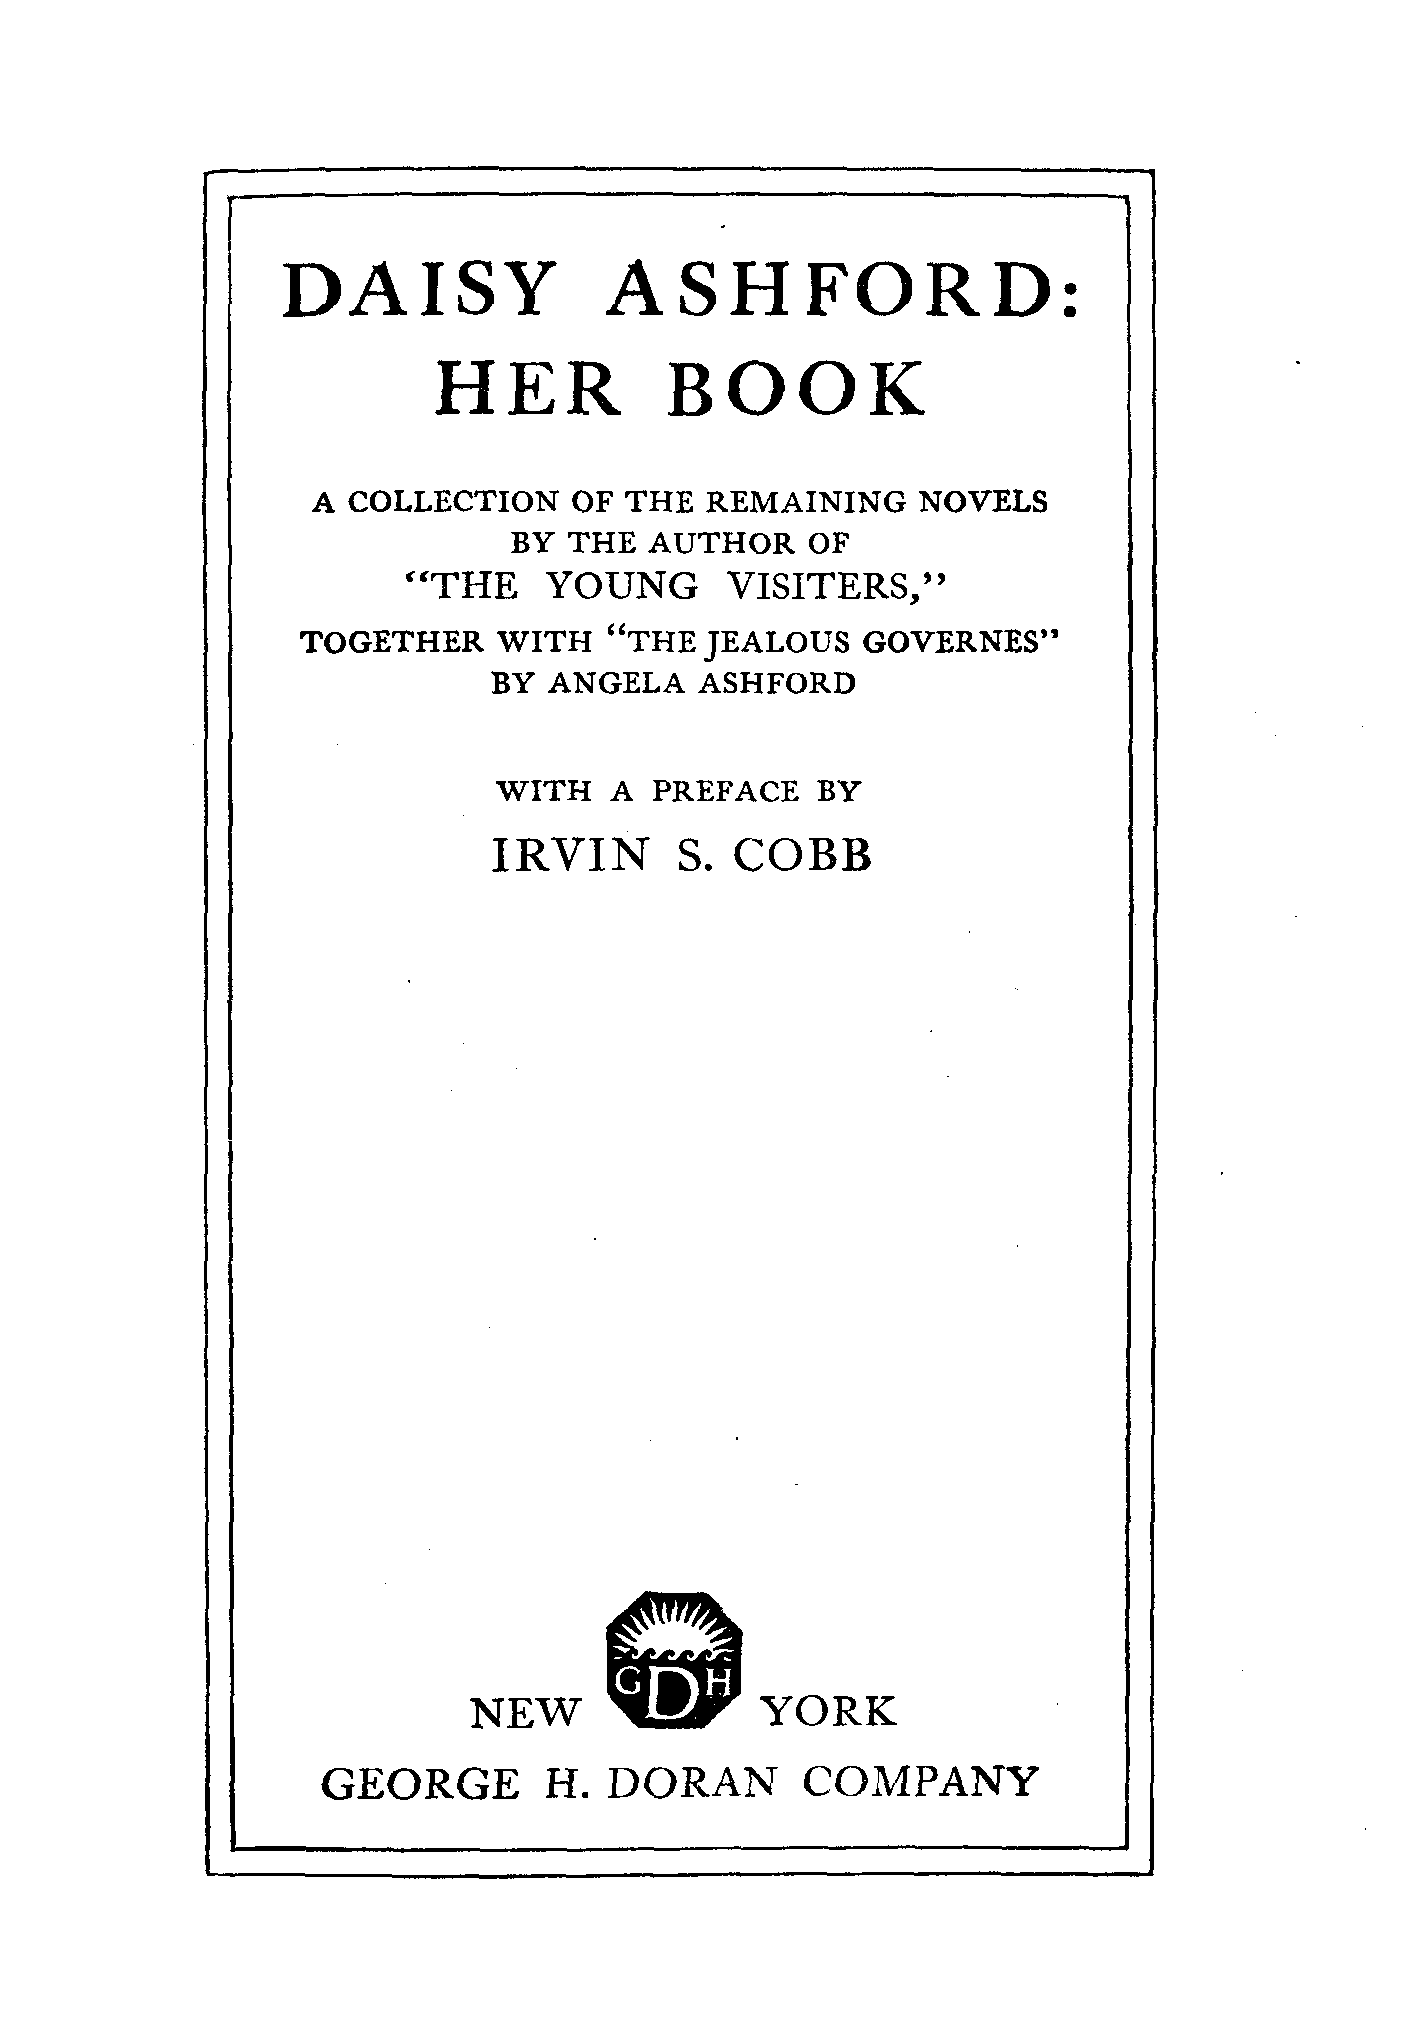 DAISY ASHFORD:
HER BOOK
A COLLECTION OF THE REMAINING NOVELS
BY THE AUTHOR OF
“THE YOUNG VISITERS,”
TOGETHER WITH “THE JEALOUS GOVERNES”
BY ANGELA ASHFORD
WITH A PREFACE BY
IRVIN S. COBB
G D H
NEW YORK
GEORGE H. DORAN COMPANY